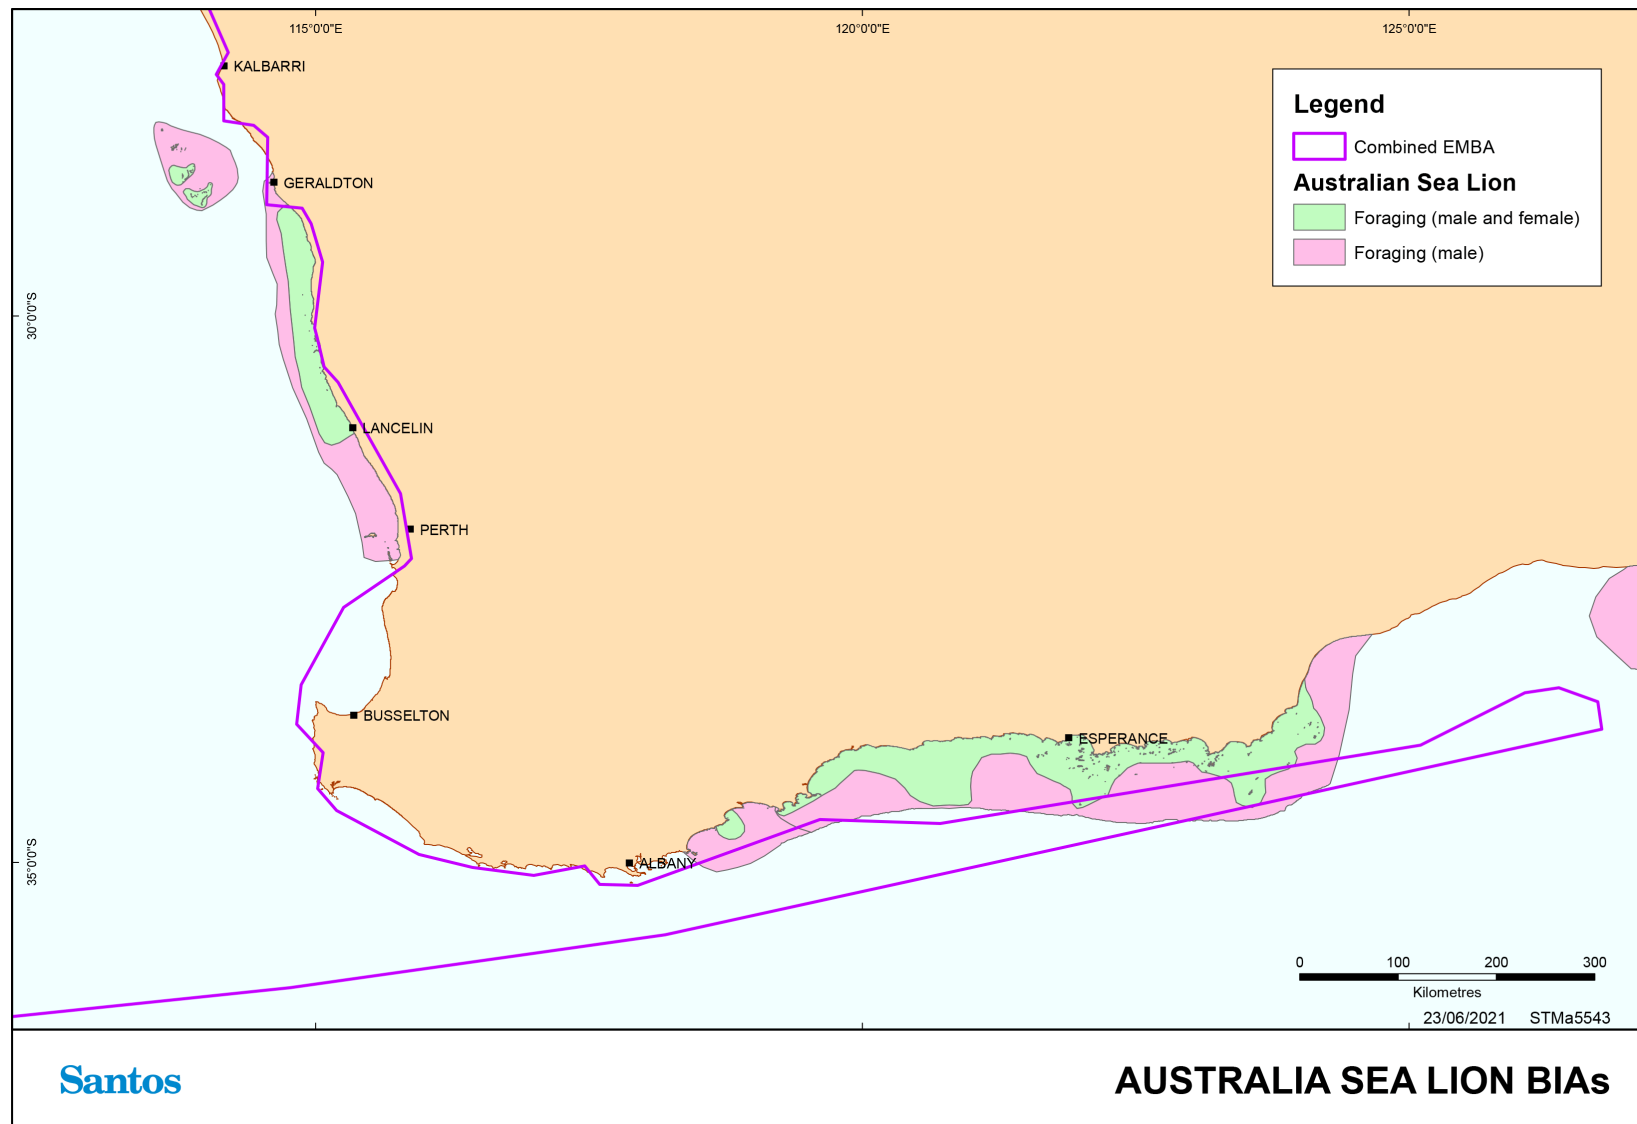 115°0'0"E
120°0'0"E
125°0'0"E
KALBARRI
Legend
Combined EMBA
GERALDTON
Australian Sea Lion
Foraging (male and female)
Foraging (male)
30°0'0"S
LANCELIN
PERTH
BUSSELTON
ESPERANCE
35°0'0"S
ALBANY
0 100 200 300
Kilometres
23/06/2021 STMa5543
Santos
AUSTRALIA SEA LION BIAs